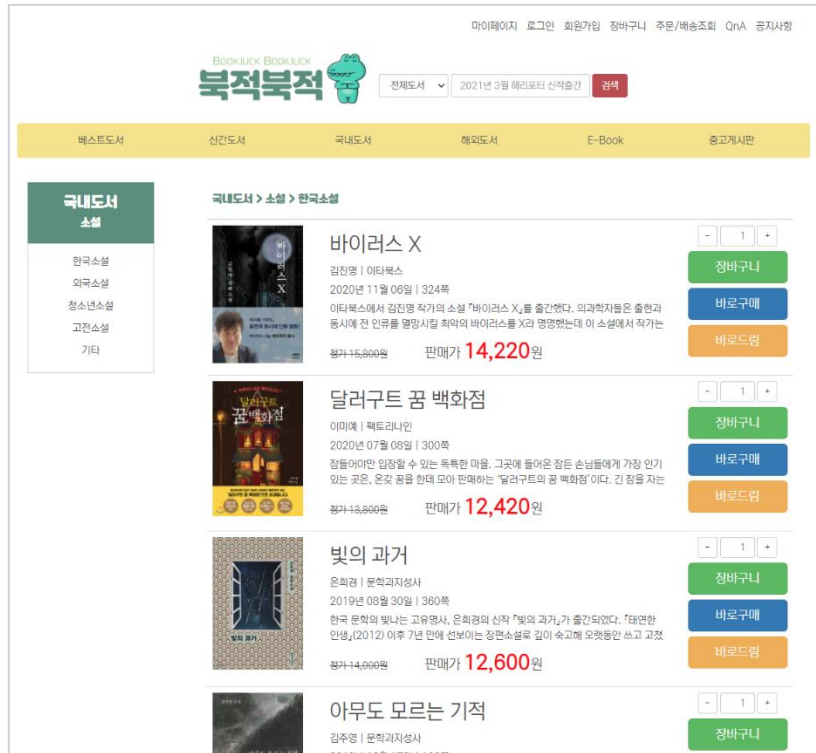 마이페이지 로그인 회원가입 장바구니 주문/배송조회 QnA 공지사항
BOOKJUCK BOOKJUCK
북적북적
전체도서 2021년 3월 해리포터 신작출간 검색
베스트도서 신간도서 국내도서 해외도서 E-Book 중고게시판
국내도서
소설
한국소설
외국소설
청소년소설
고전소설
기타
국내도서 > 소설 > 한국소설
바이러스 X
바이러스 X
김진명 | 이타북스
2020년 11월 06일 | 324쪽
이타북스에서 김진명 작가의 소설 『바이러스 X』를 출간했다. 의과학자들은 출현과
동시에 전 인류를 멸망시킬 최악의 바이러스를 X라 명명했는데 이 소설에서 작가는
정가 15,800원 판매가 14,220원
- 1 +
장바구니
바로구매
바로드림
달러구트
꿈 백화점
달러구트 꿈 백화점
이미예 | 팩토리나인
2020년 07월 08일 | 300쪽
잠들어야만 입장할 수 있는 독특한 마을. 그곳에 들어온 잠든 손님들에게 가장 인기
있는 곳은, 온갖 꿈을 한데 모아 판매하는 ‘달러구트의 꿈 백화점’이다. 긴 잠을 자는
정가 13,800원 판매가 12,420원
- 1 +
장바구니
바로구매
바로드림
빛의 과거
빛의 과거
은희경 | 문학과지성사
2019년 08월 30일 | 360쪽
한국 문학의 빛나는 고유명사, 은희경의 신작 『빛의 과거』가 출간되었다. 『태연한
인생』(2012) 이후 7년 만에 선보이는 장편소설로 깊이 숙고해 오랫동안 쓰고 고쳤
정가 14,000원 판매가 12,600원
- 1 +
장바구니
바로구매
바로드림
아무도 모르는 기적
김주영 | 문학과지성사
- 1 +
장바구니